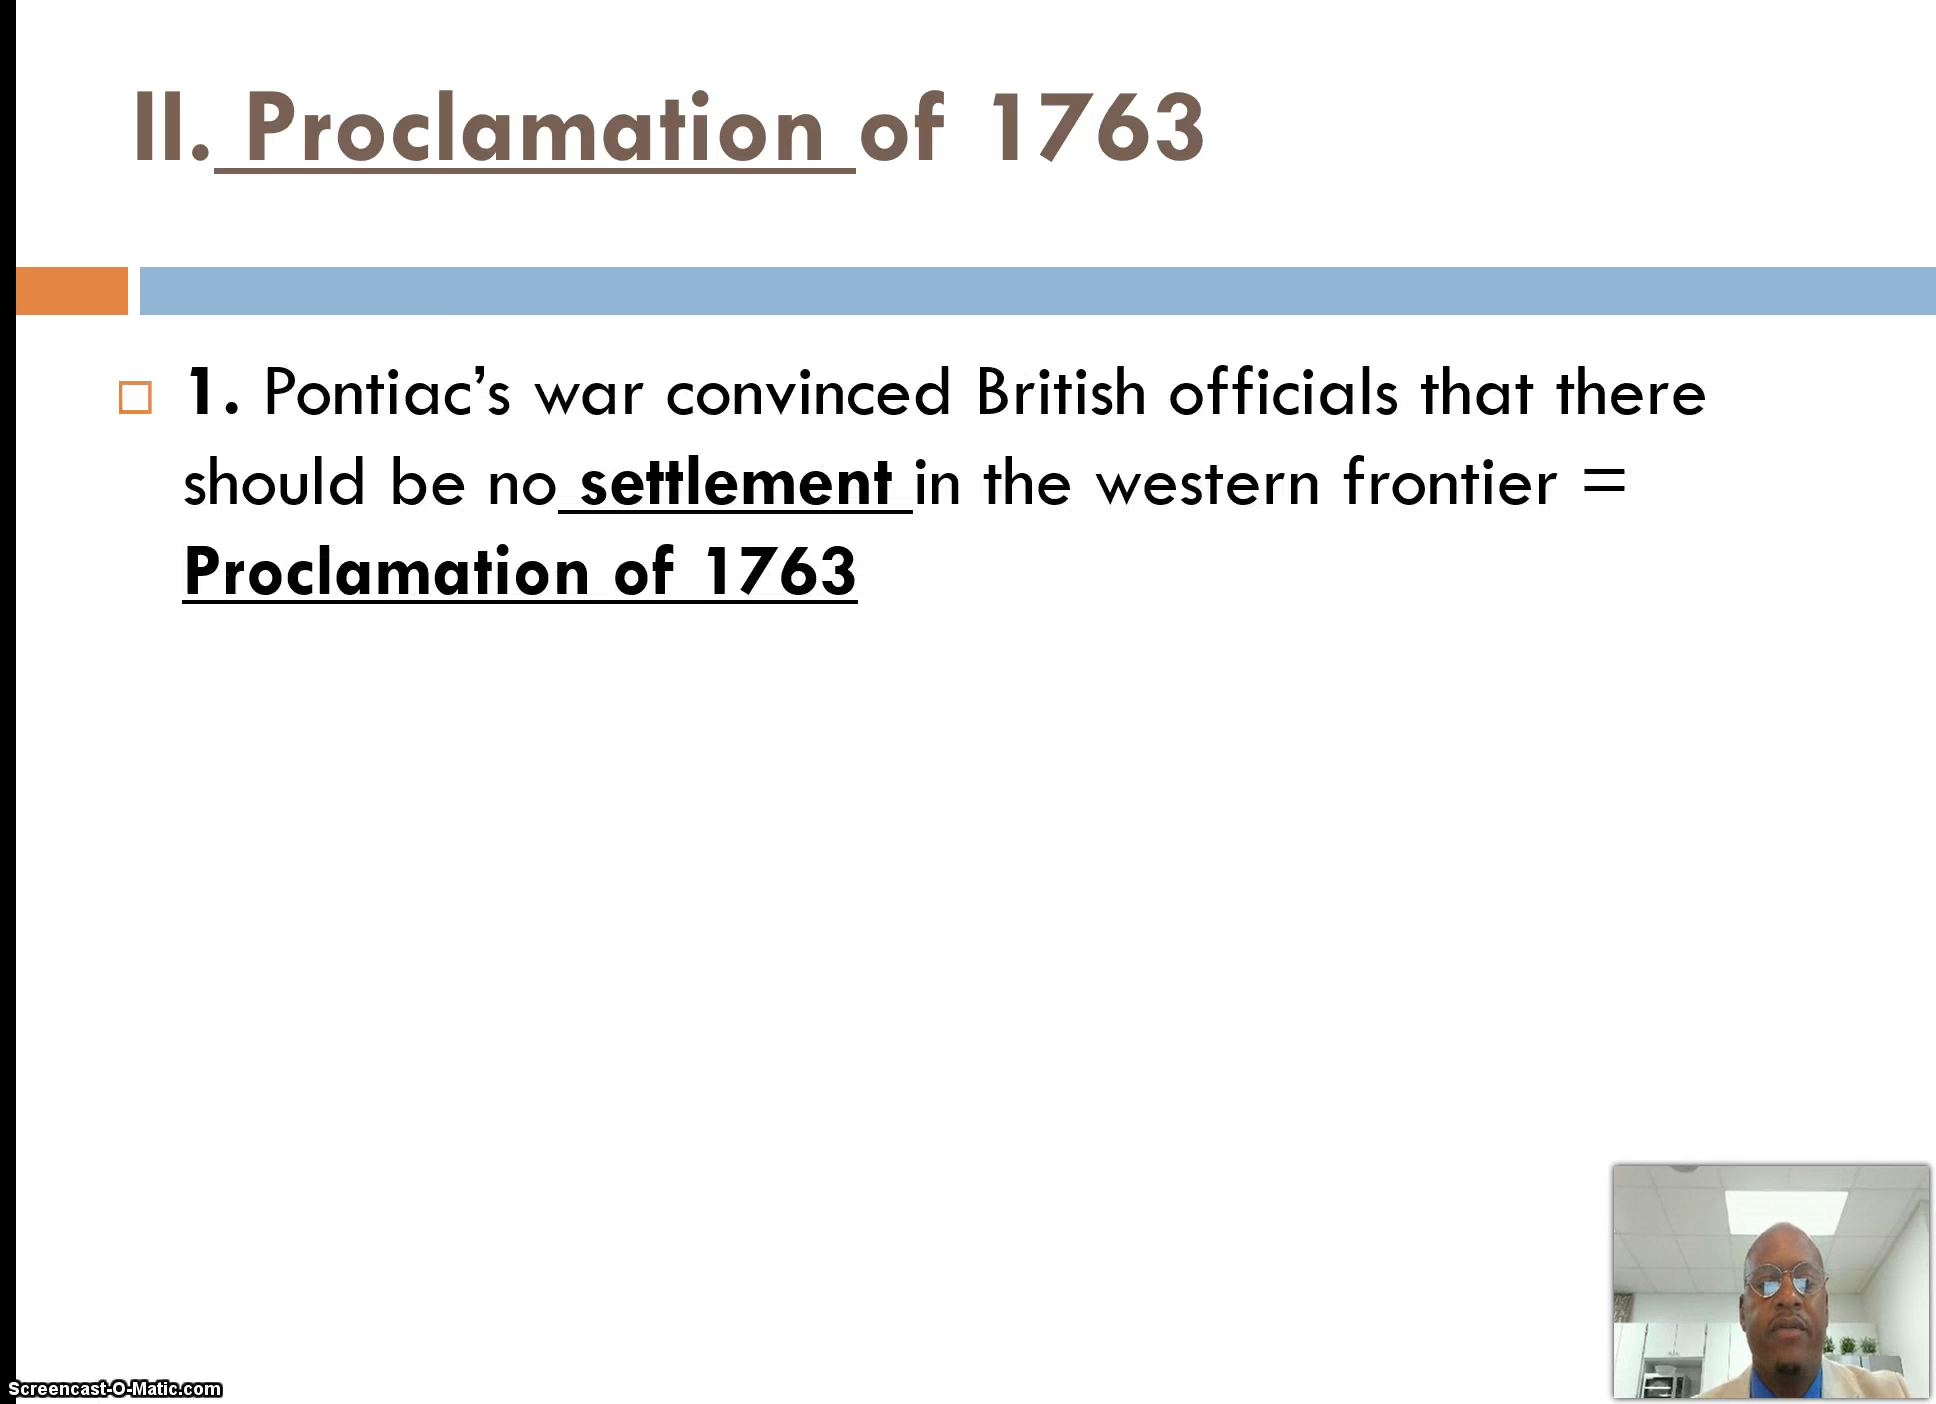 II. Proclamation of 1763
1. Pontiac’s war convinced British officials that there
should be no settlement in the western frontier =
Proclamation of 1763
Screencast-O-Matic.com